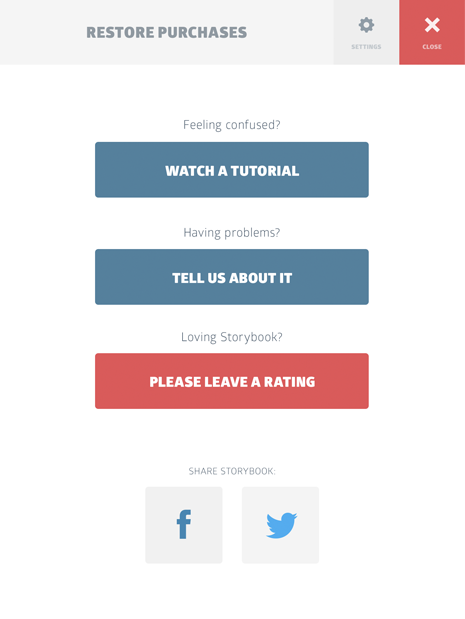 RESTORE PURCHASES
SETTINGS
CLOSE
Feeling confused?
WATCH A TUTORIAL
Having problems?
TELL US ABOUT IT
Loving Storybook?
PLEASE LEAVE A RATING
SHARE STORYBOOK:
f